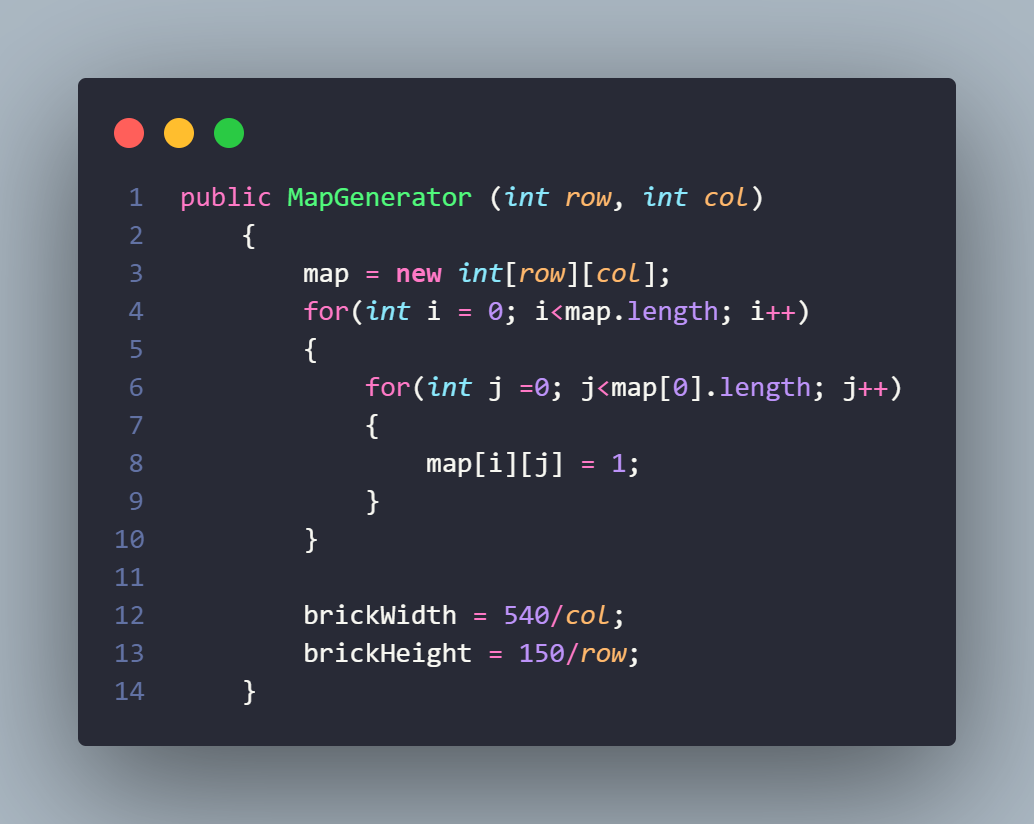 1 public MapGenerator (int row, int col)
2     {
3         map = new int[row][col];
4         for(int i = 0; i<map.length; i++)
5         {
6             for(int j =0; j<map[0].length; j++)
7             {
8                 map[i][j] = 1;
9             }
10         }
11
12         brickWidth = 540/col;
13         brickHeight = 150/row;
14     }